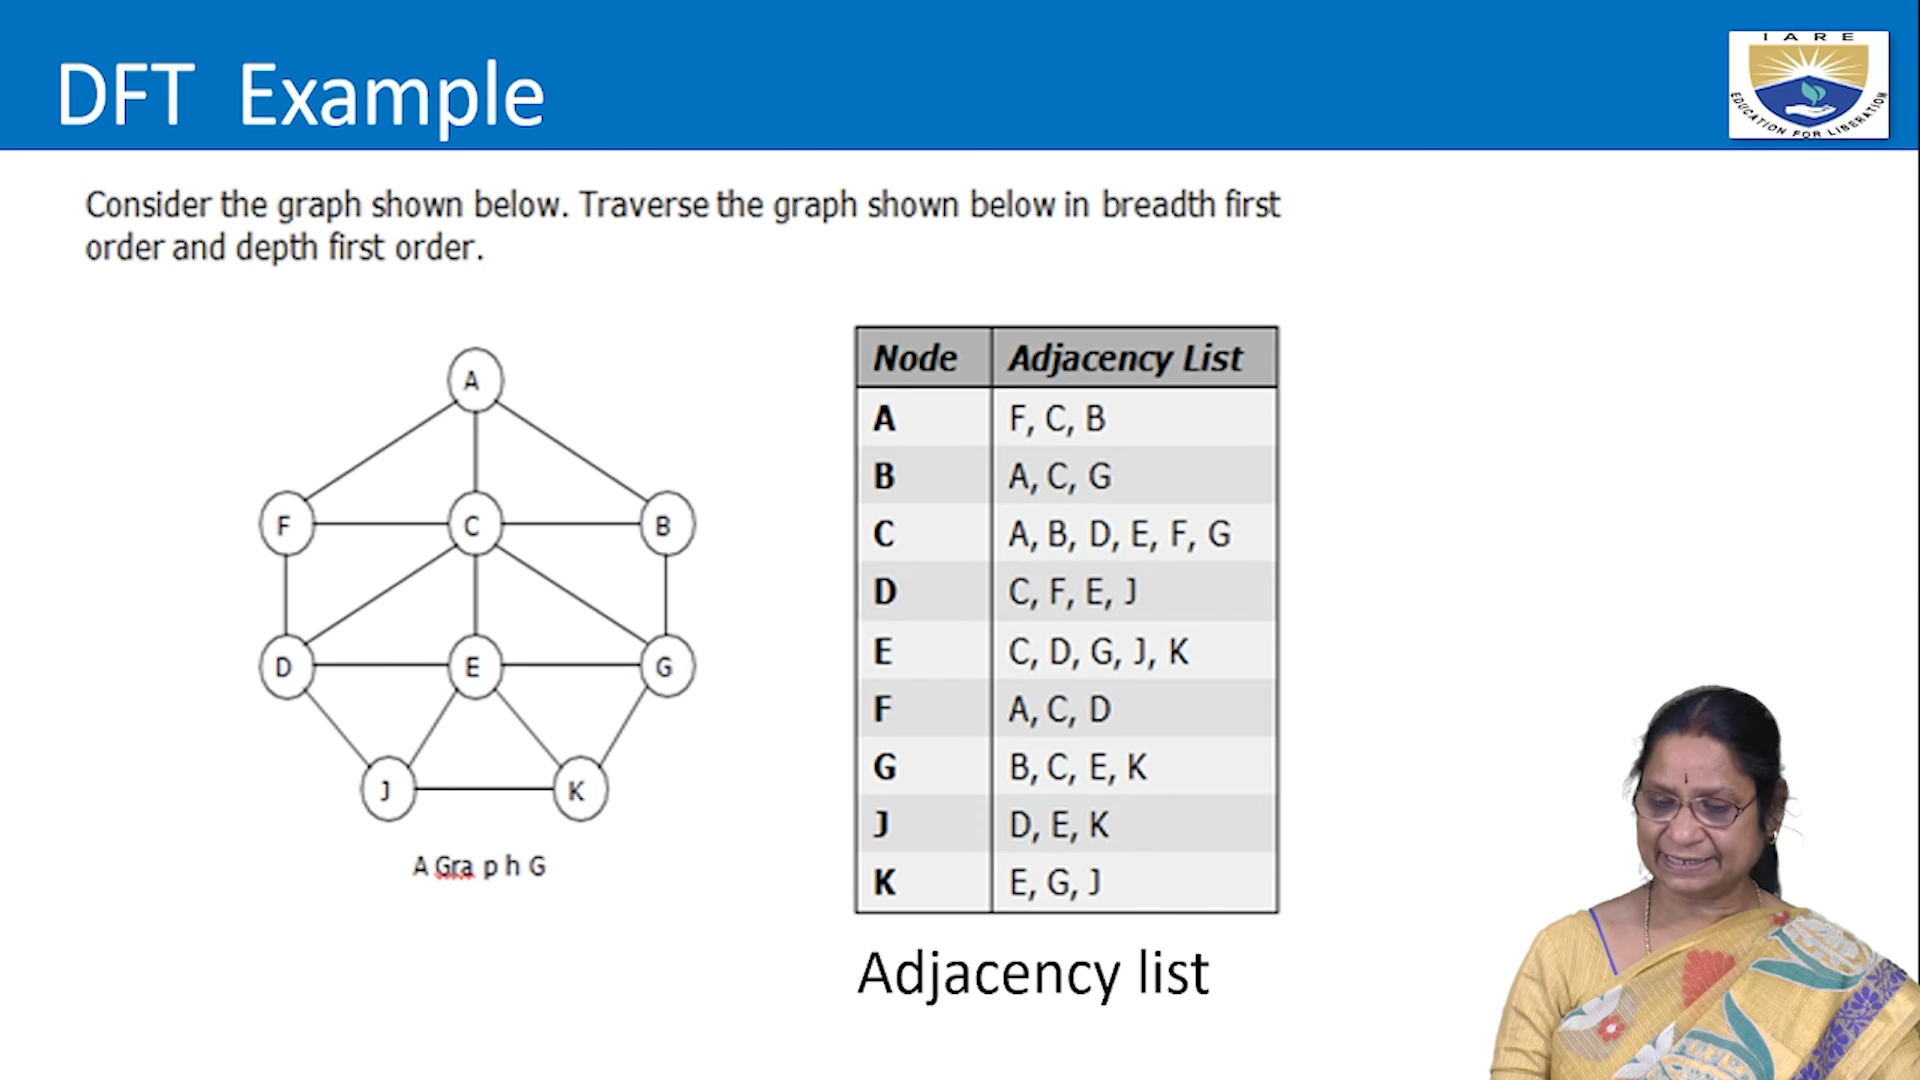 DFT Example
IARE
EDUCATION FOR LIBERATION
Consider the graph shown below. Traverse the graph shown below in breadth first
order and depth first order.
A
F C B
D E G
J K
A Gra p h G
Node Adjacency List
A F, C, B
B A, C, G
C A, B, D, E, F, G
D C, F, E, J
E C, D, G, J, K
F A, C, D
G B, C, E, K
J D, E, K
K E, G, J
Adjacency list